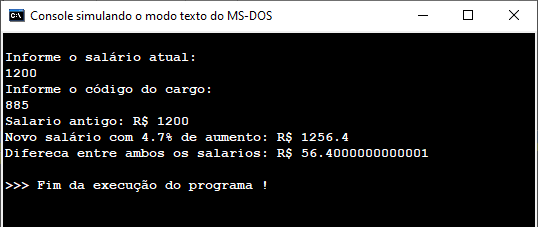 Console simulando o modo texto do MS-DOS
Informe o salário atual:
1200
Informe o código do cargo:
885
Salario antigo: R$ 1200
Novo salário com 4.7% de aumento: R$ 1256.4
Difereca entre ambos os salarios: R$ 56.4000000000001
>>> Fim da execução do programa !